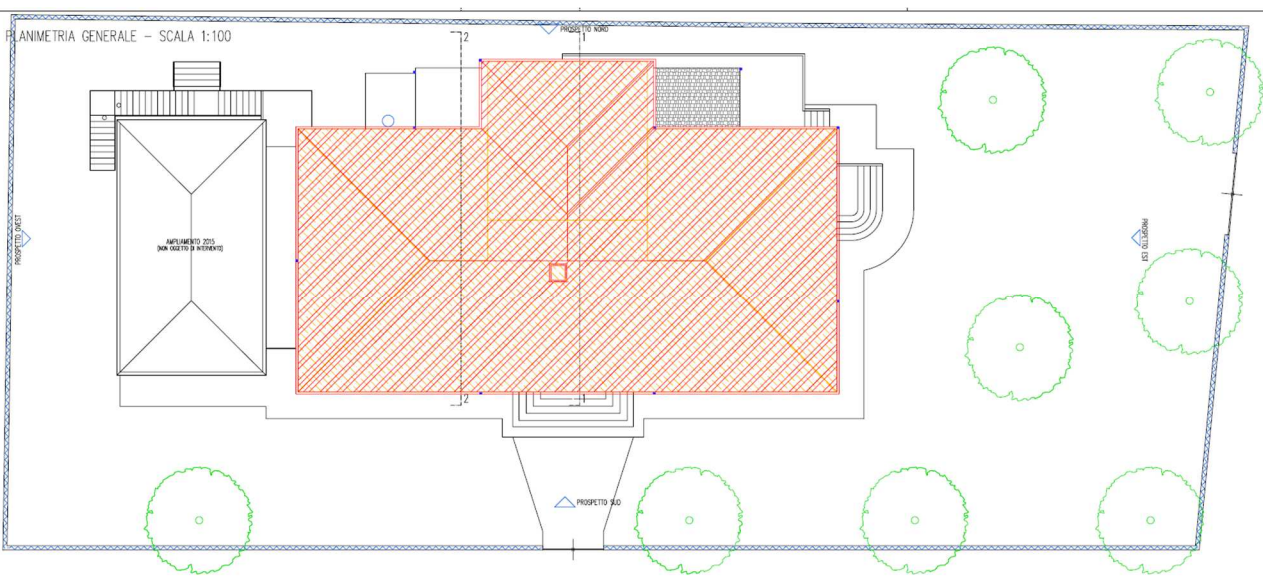 PLANIMETRIA GENERALE - SCALA 1:100
2
1
PROSPETTO NORD
PROSPETTO OVEST
AMPLIAMENTO 2015
(NON OGGETTO DI INTERVENTO)
PROSPETTO EST
2
1
PROSPETTO SUD